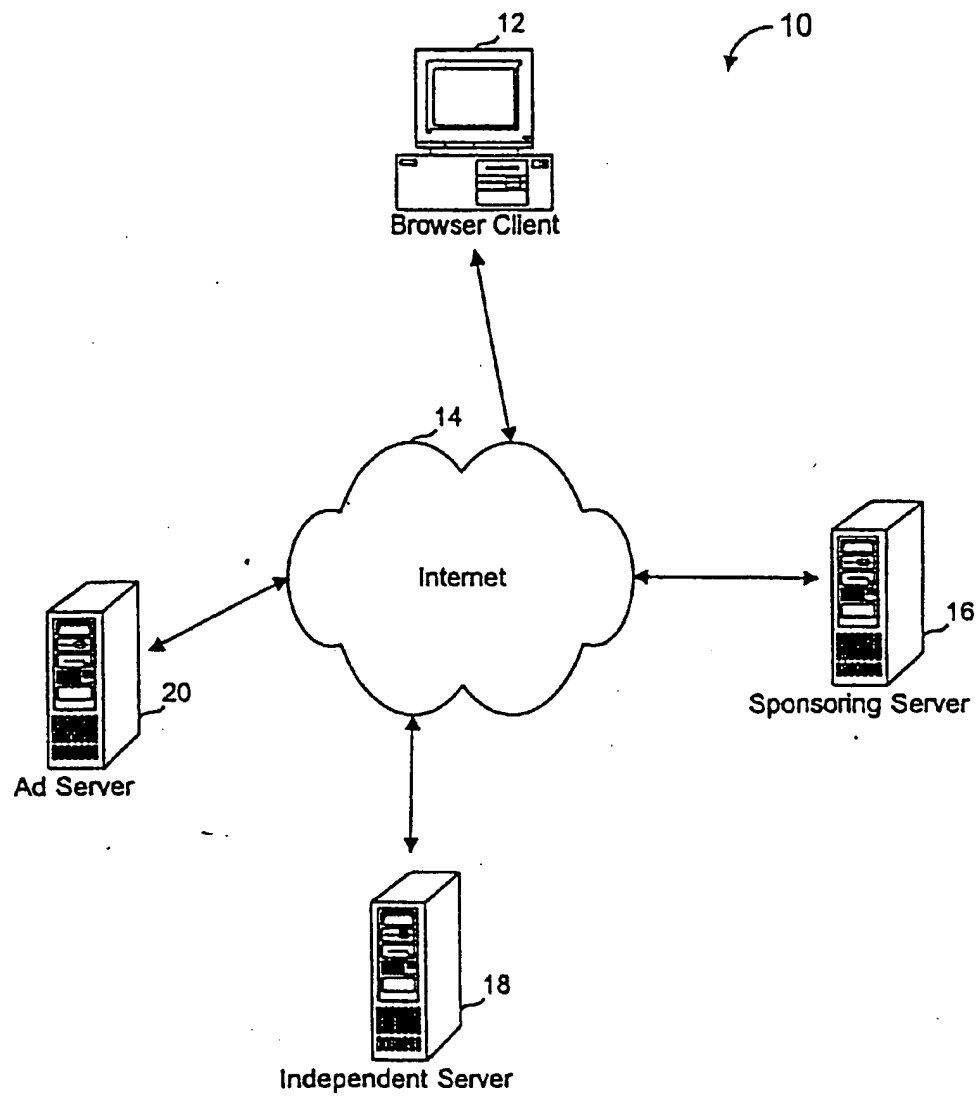 12
10
Browser Client
14
Internet
16
Sponsoring Server
20
Ad Server
18
Independent Server